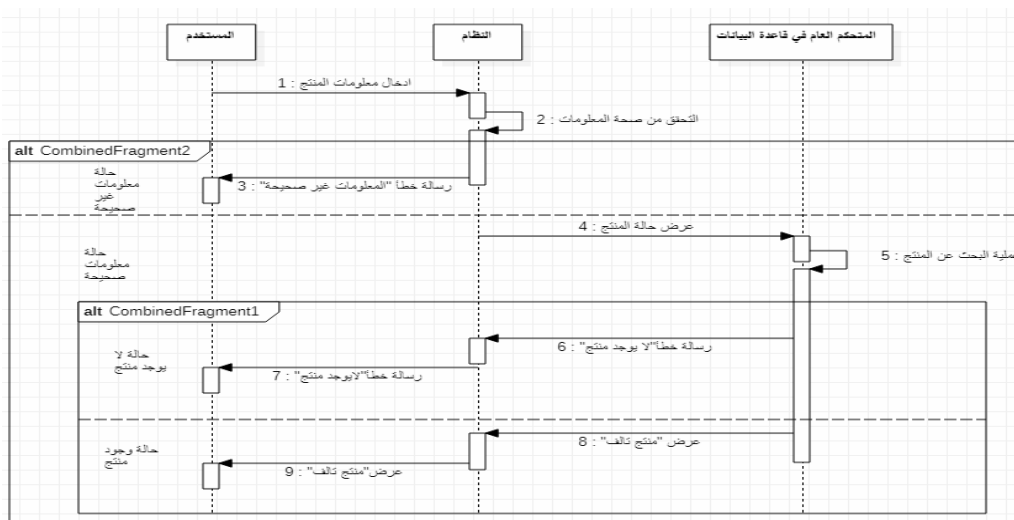 المستخدم
النظام
المتحكم العام في قاعدة البيانات
1 : ادخال معلومات المنتج
2 : التحقق من صحة المعلومات
alt CombinedFragment2
حالة
معلومات
غير
صحيحة
3 : رسالة خطأ "المعلومات غير صحيحة"
4 : عرض حالة المنتج
حالة
معلومات
صحيحة
5 : عملية البحث عن المنتج
alt CombinedFragment1
6 : رسالة خطأ"لا يوجد منتج"
حالة لا
يوجد منتج
7 : رسالة خطأ"لايوجد منتج"
8 : عرض "منتج تالف"
حالة وجود
منتج
9 : عرض"منتج تالف"